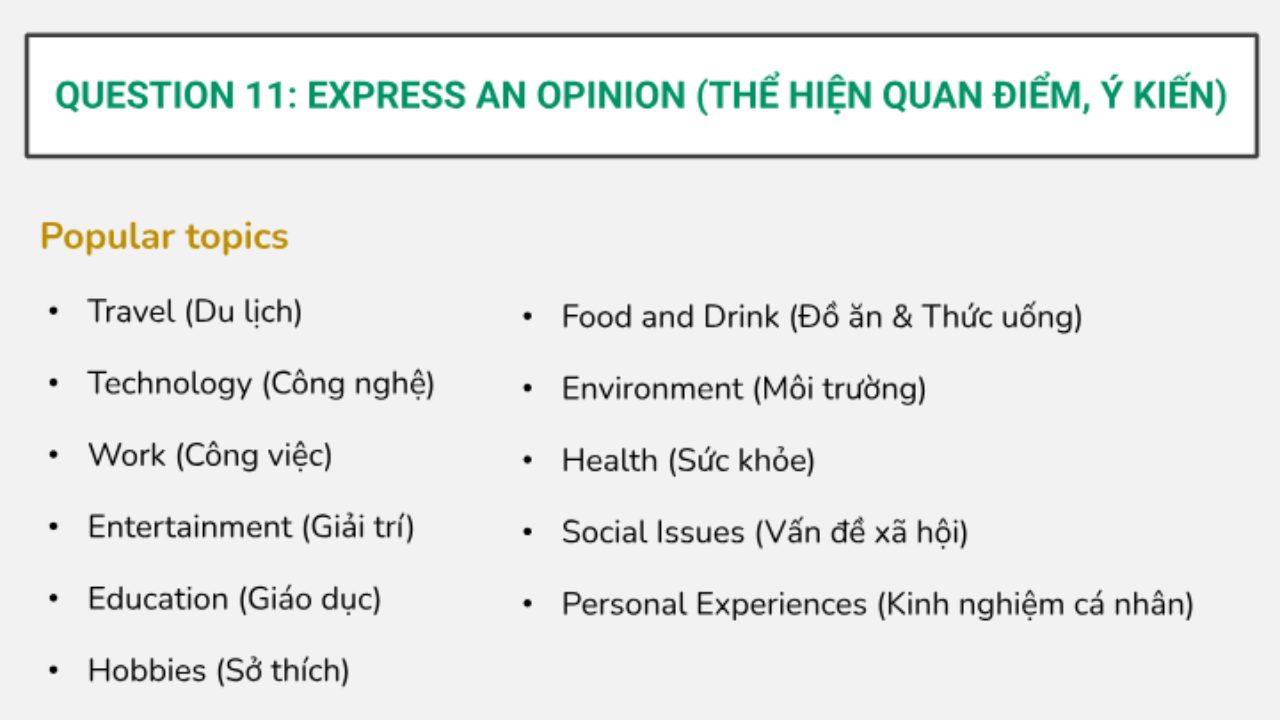 QUESTION 11: EXPRESS AN OPINION (THỂ HIỆN QUAN ĐIỂM, Ý KIẾN)
Popular topics
• Travel (Du lịch)
• Technology (Công nghệ)
• Work (Công việc)
• Entertainment (Giải trí)
• Education (Giáo dục)
• Hobbies (Sở thích)
• Food and Drink (Đồ ăn & Thức uống)
• Environment (Môi trường)
• Health (Sức khỏe)
• Social Issues (Vấn đề xã hội)
• Personal Experiences (Kinh nghiệm cá nhân)